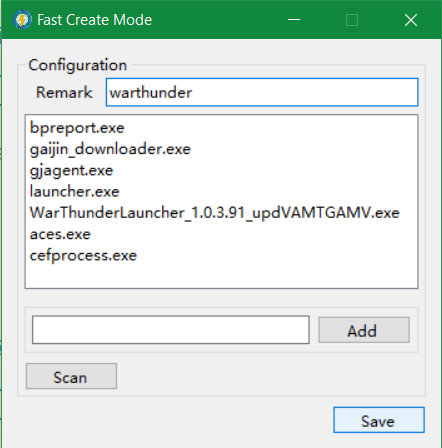 Fast Create Mode
Configuration
Remark warthunder
bpreport.exe
gaijin_downloader.exe
gjagent.exe
launcher.exe
WarThunderLauncher_1.0.3.91_updVAMTGAMV.exe
aces.exe
cefprocess.exe
Add
Scan
Save